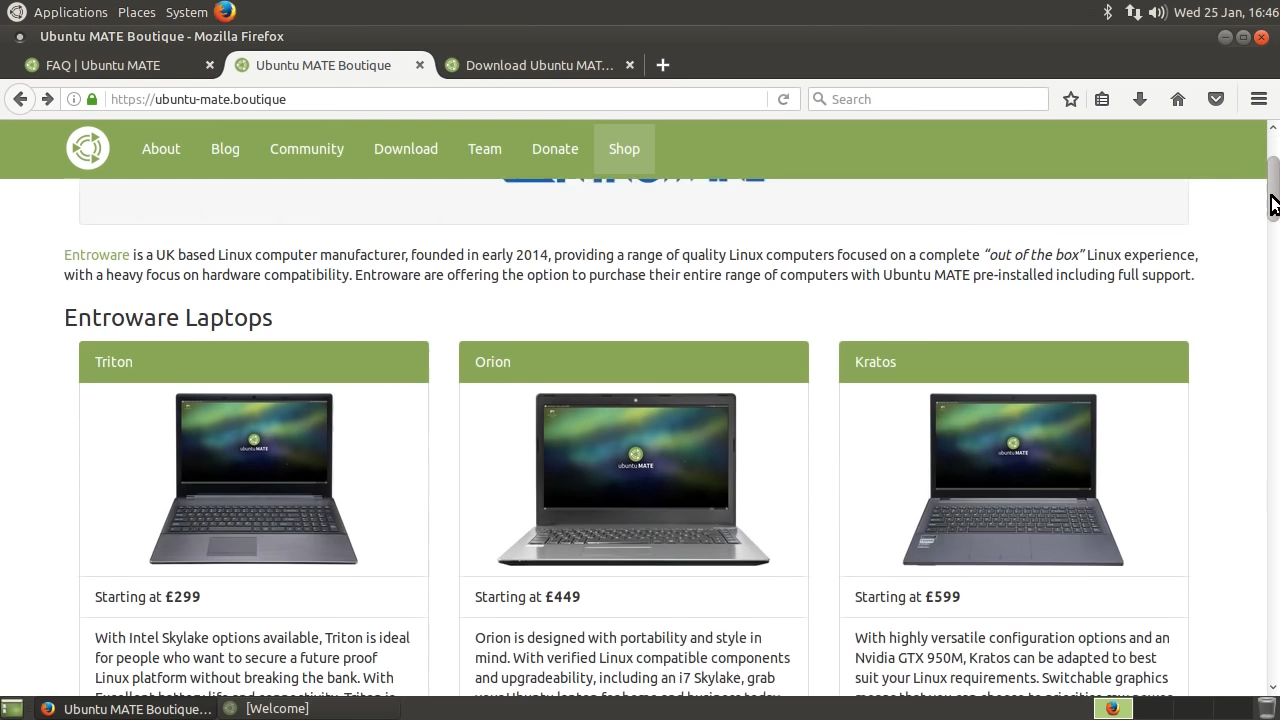 Applications Places System Wed 25 Jan, 16:46
Ubuntu MATE Boutique - Mozilla Firefox
FAQ | Ubuntu MATE Ubuntu MATE Boutique Download Ubuntu MAT…
https://ubuntu-mate.boutique Search
About Blog Community Download Team Donate Shop
Entroware is a UK based Linux computer manufacturer, founded in early 2014, providing a range of quality Linux computers focused on a complete “out of the box” Linux experience,
with a heavy focus on hardware compatibility. Entroware are offering the option to purchase their entire range of computers with Ubuntu MATE pre-installed including full support.
Entroware Laptops
Triton
ubuntu MATE
Starting at £299
With Intel Skylake options available, Triton is ideal
for people who want to secure a future proof
Linux platform without breaking the bank. With
Orion
ubuntu MATE
Starting at £449
Orion is designed with portability and style in
mind. With verified Linux compatible components
and upgradeability, including an i7 Skylake, grab
Kratos
ubuntu MATE
Starting at £599
With highly versatile configuration options and an
Nvidia GTX 950M, Kratos can be adapted to best
suit your Linux requirements. Switchable graphics
Ubuntu MATE Boutique… [Welcome]